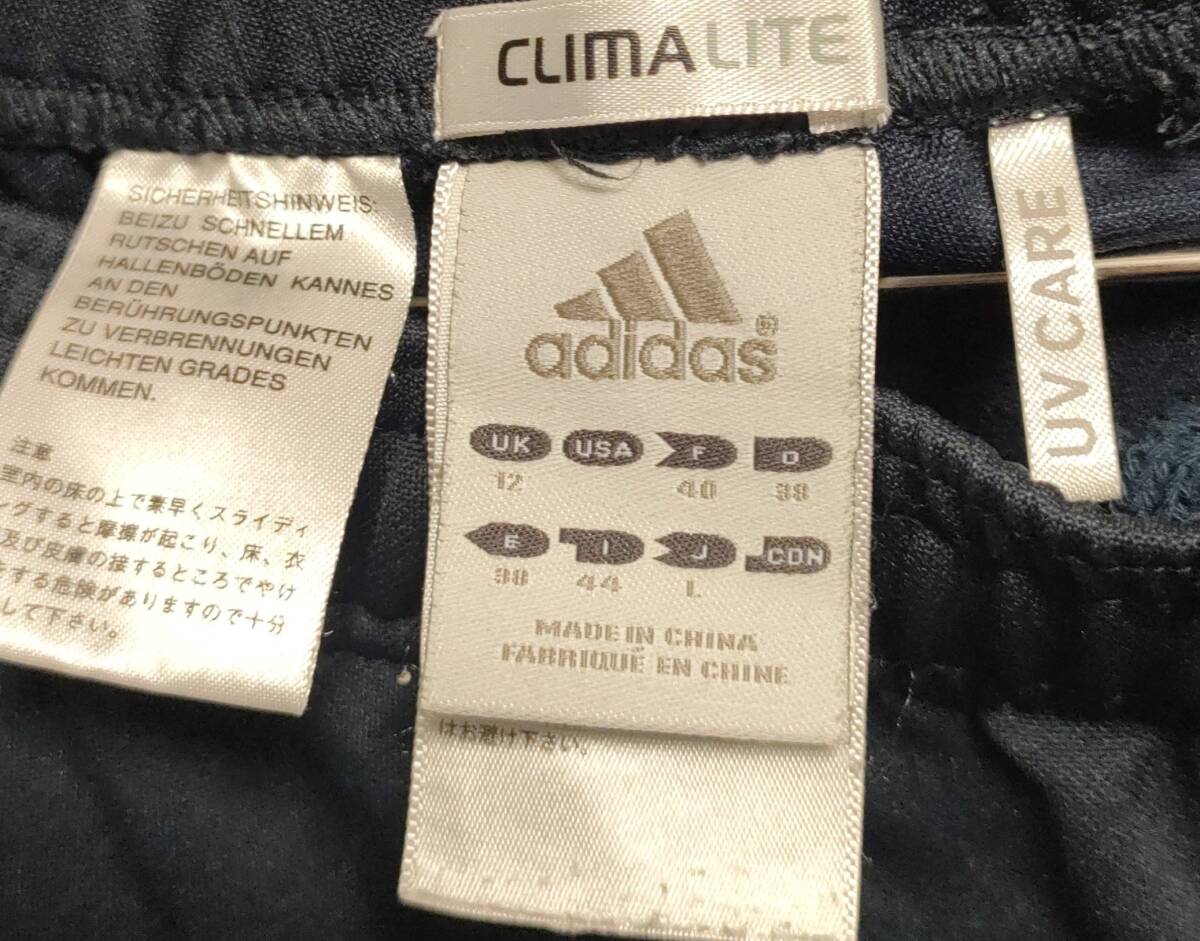 CLIMALITE
SICHERHEITSHINWEIS:
BEIZU SCHNELLEM
RUTSCHEN AUF
HALLENBÖDEN KANNES
AN DEN
BERÜHRUNGSPUNKTEN
ZU VERBRENNUNGEN
LEICHTEN GRADES
KOMMEN.
注意
室内の床の上で素早くスライディ
ングすると摩擦が起こり、床、衣
及び皮膚の接するところでやけ
する危険がありますので十分
して下さい。
adidas®
UK USA F D
12 40 38
E I J CDN
38 44 L
MADE IN CHINA
FABRIQUÉ EN CHINE
はお避け下さい。
UV CARE